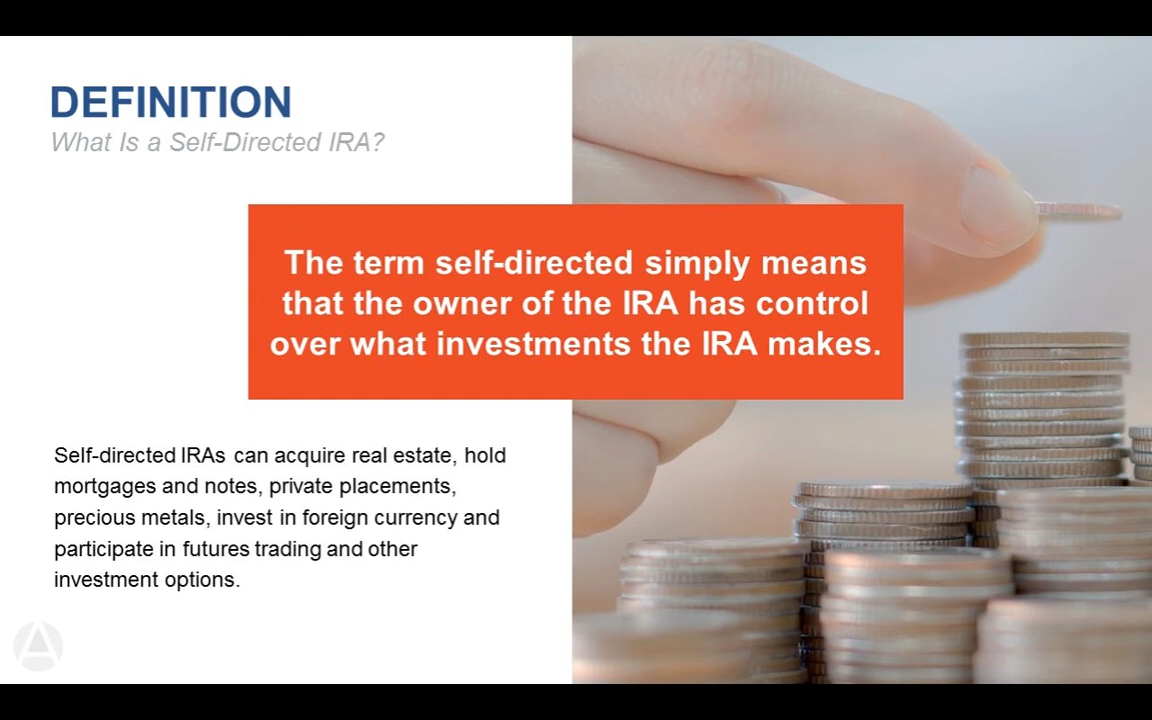 DEFINITION
What Is a Self-Directed IRA?
The term self-directed simply means
that the owner of the IRA has control
over what investments the IRA makes.
Self-directed IRAs can acquire real estate, hold
mortgages and notes, private placements,
precious metals, invest in foreign currency and
participate in futures trading and other
investment options.